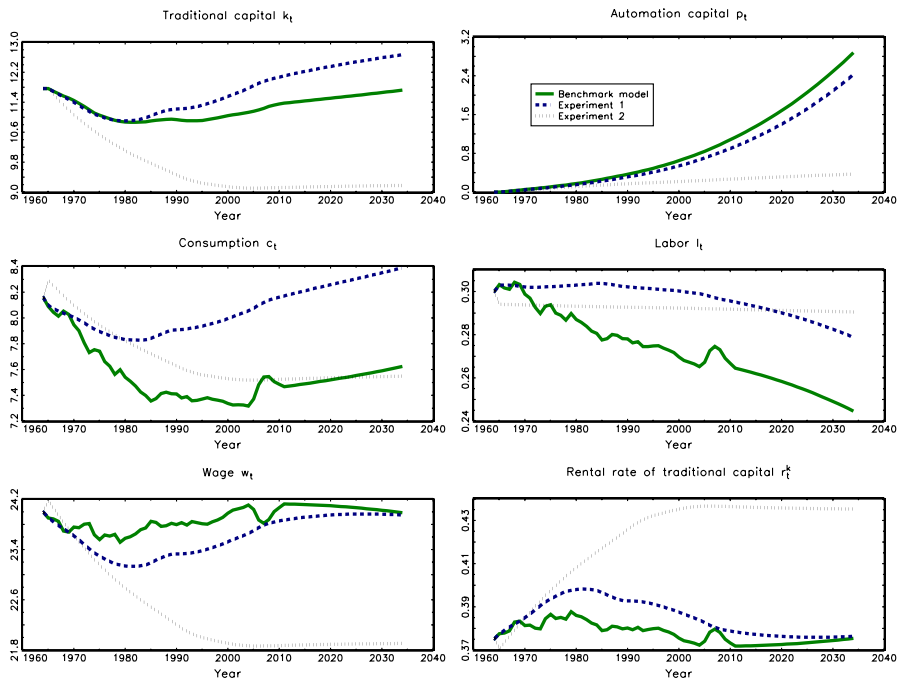 Traditional capital kt
13.0
12.2
11.4
10.6
9.8
9.0
1960 1970 1980 1990 2000 2010 2020 2030 2040
Year
Automation capital pt
3.2
2.4
1.6
0.8
0.0
Benchmark model
Experiment 1
Experiment 2
1960 1970 1980 1990 2000 2010 2020 2030 2040
Year
Consumption ct
8.4
8.2
8.0
7.8
7.6
7.4
7.2
1960 1970 1980 1990 2000 2010 2020 2030 2040
Year
Labor lt
0.30
0.28
0.26
0.24
1960 1970 1980 1990 2000 2010 2020 2030 2040
Year
Wage wt
24.2
23.4
22.6
21.8
1960 1970 1980 1990 2000 2010 2020 2030 2040
Year
Rental rate of traditional capital rtk
0.43
0.41
0.39
0.37
1960 1970 1980 1990 2000 2010 2020 2030 2040
Year